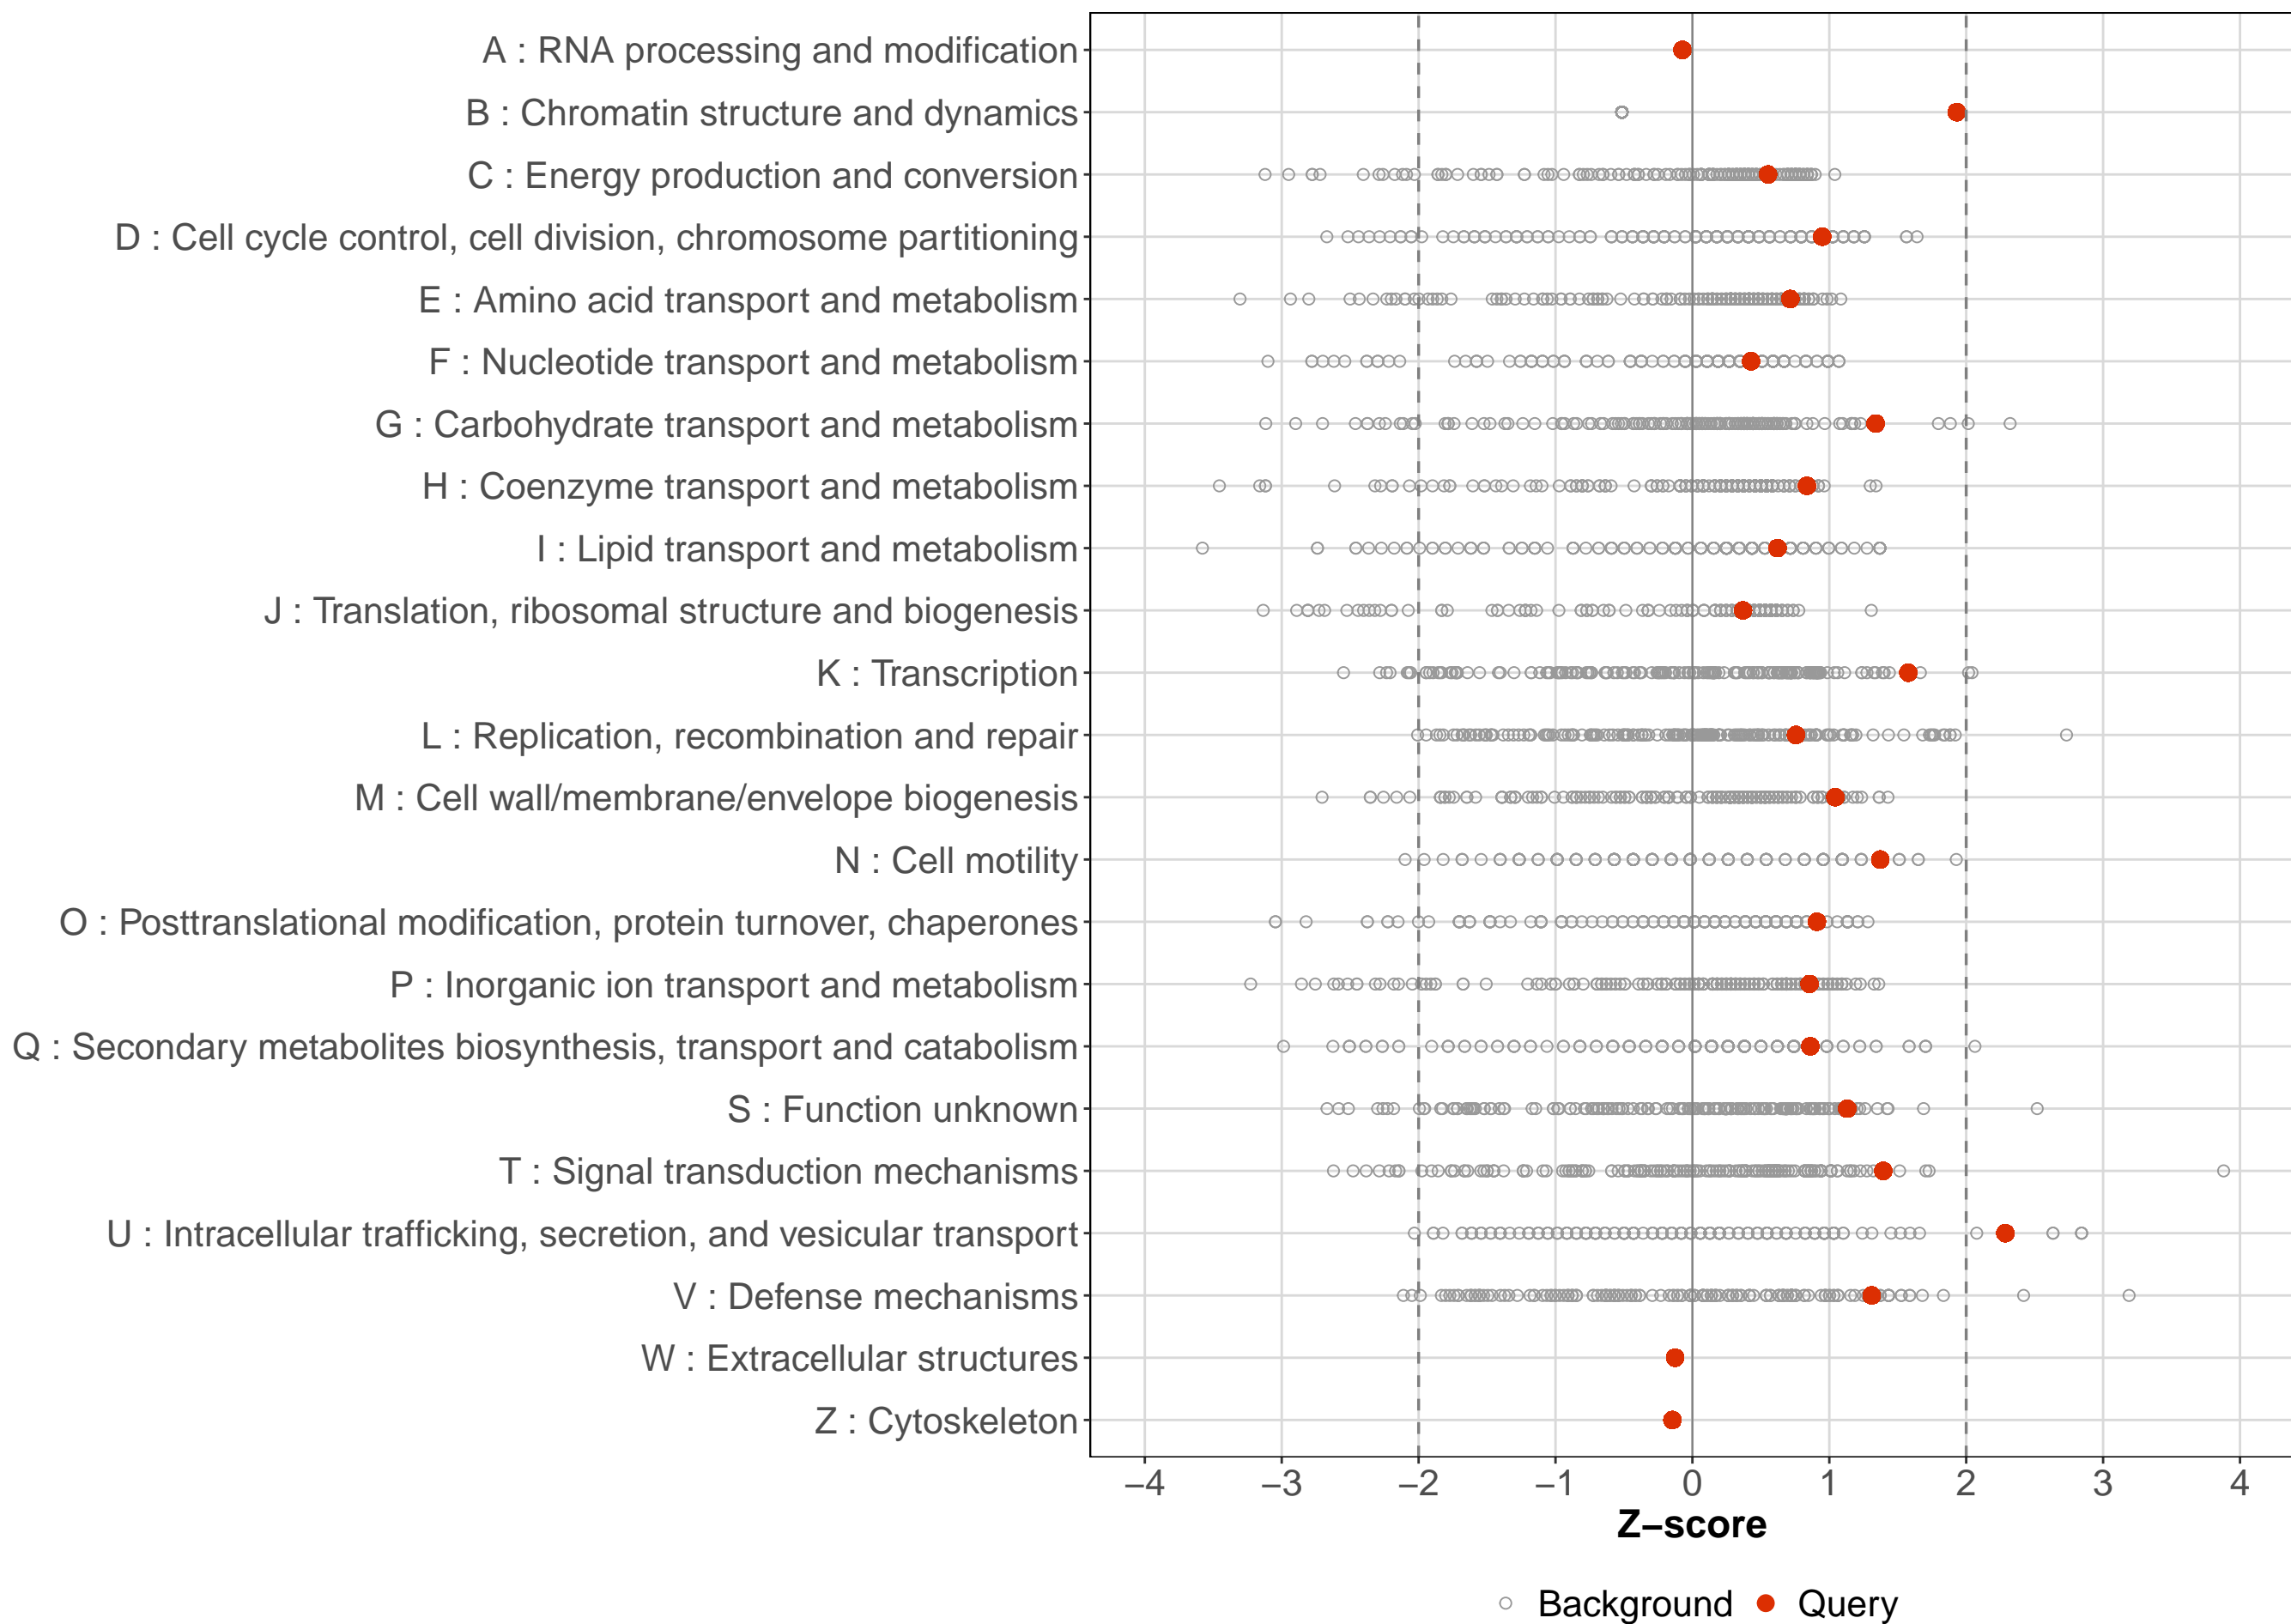 A : RNA processing and modification
B : Chromatin structure and dynamics
C : Energy production and conversion
D : Cell cycle control, cell division, chromosome partitioning
E : Amino acid transport and metabolism
F : Nucleotide transport and metabolism
G : Carbohydrate transport and metabolism
H : Coenzyme transport and metabolism
I : Lipid transport and metabolism
J : Translation, ribosomal structure and biogenesis
K : Transcription
L : Replication, recombination and repair
M : Cell wall/membrane/envelope biogenesis
N : Cell motility
O : Posttranslational modification, protein turnover, chaperones
P : Inorganic ion transport and metabolism
Q : Secondary metabolites biosynthesis, transport and catabolism
S : Function unknown
T : Signal transduction mechanisms
U : Intracellular trafficking, secretion, and vesicular transport
V : Defense mechanisms
W : Extracellular structures
Z : Cytoskeleton
−4 −3 −2 −1 0 1 2 3 4
Z−score
Background Query